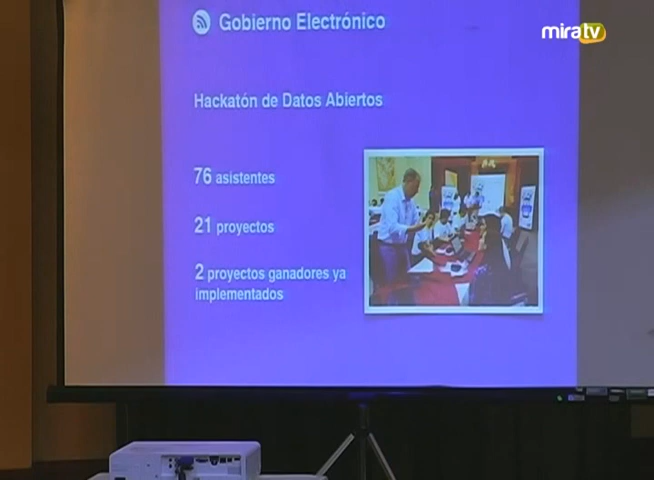 miratv
Gobierno Electrónico
Hackatón de Datos Abiertos
76 asistentes
21 proyectos
2 proyectos ganadores ya
implementados